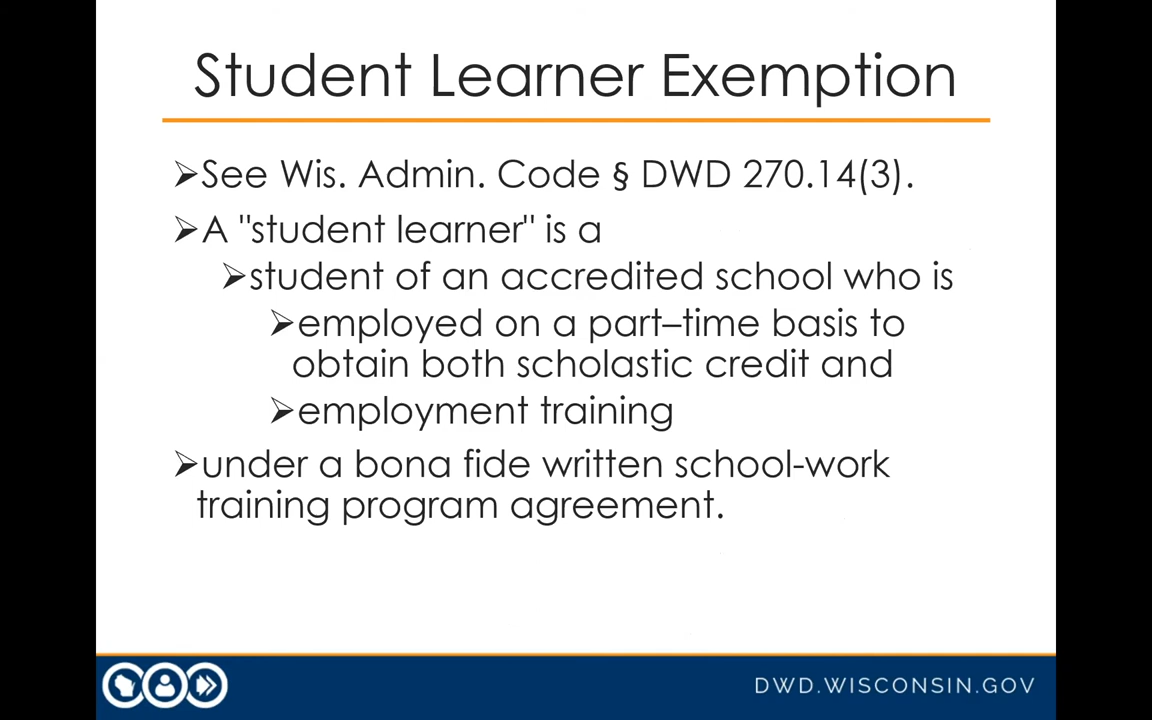 Student Learner Exemption
➢See Wis. Admin. Code § DWD 270.14(3).
➢A "student learner" is a
➢student of an accredited school who is
➢employed on a part–time basis to
obtain both scholastic credit and
➢employment training
➢under a bona fide written school-work
training program agreement.
DWD.WISCONSIN.GOV